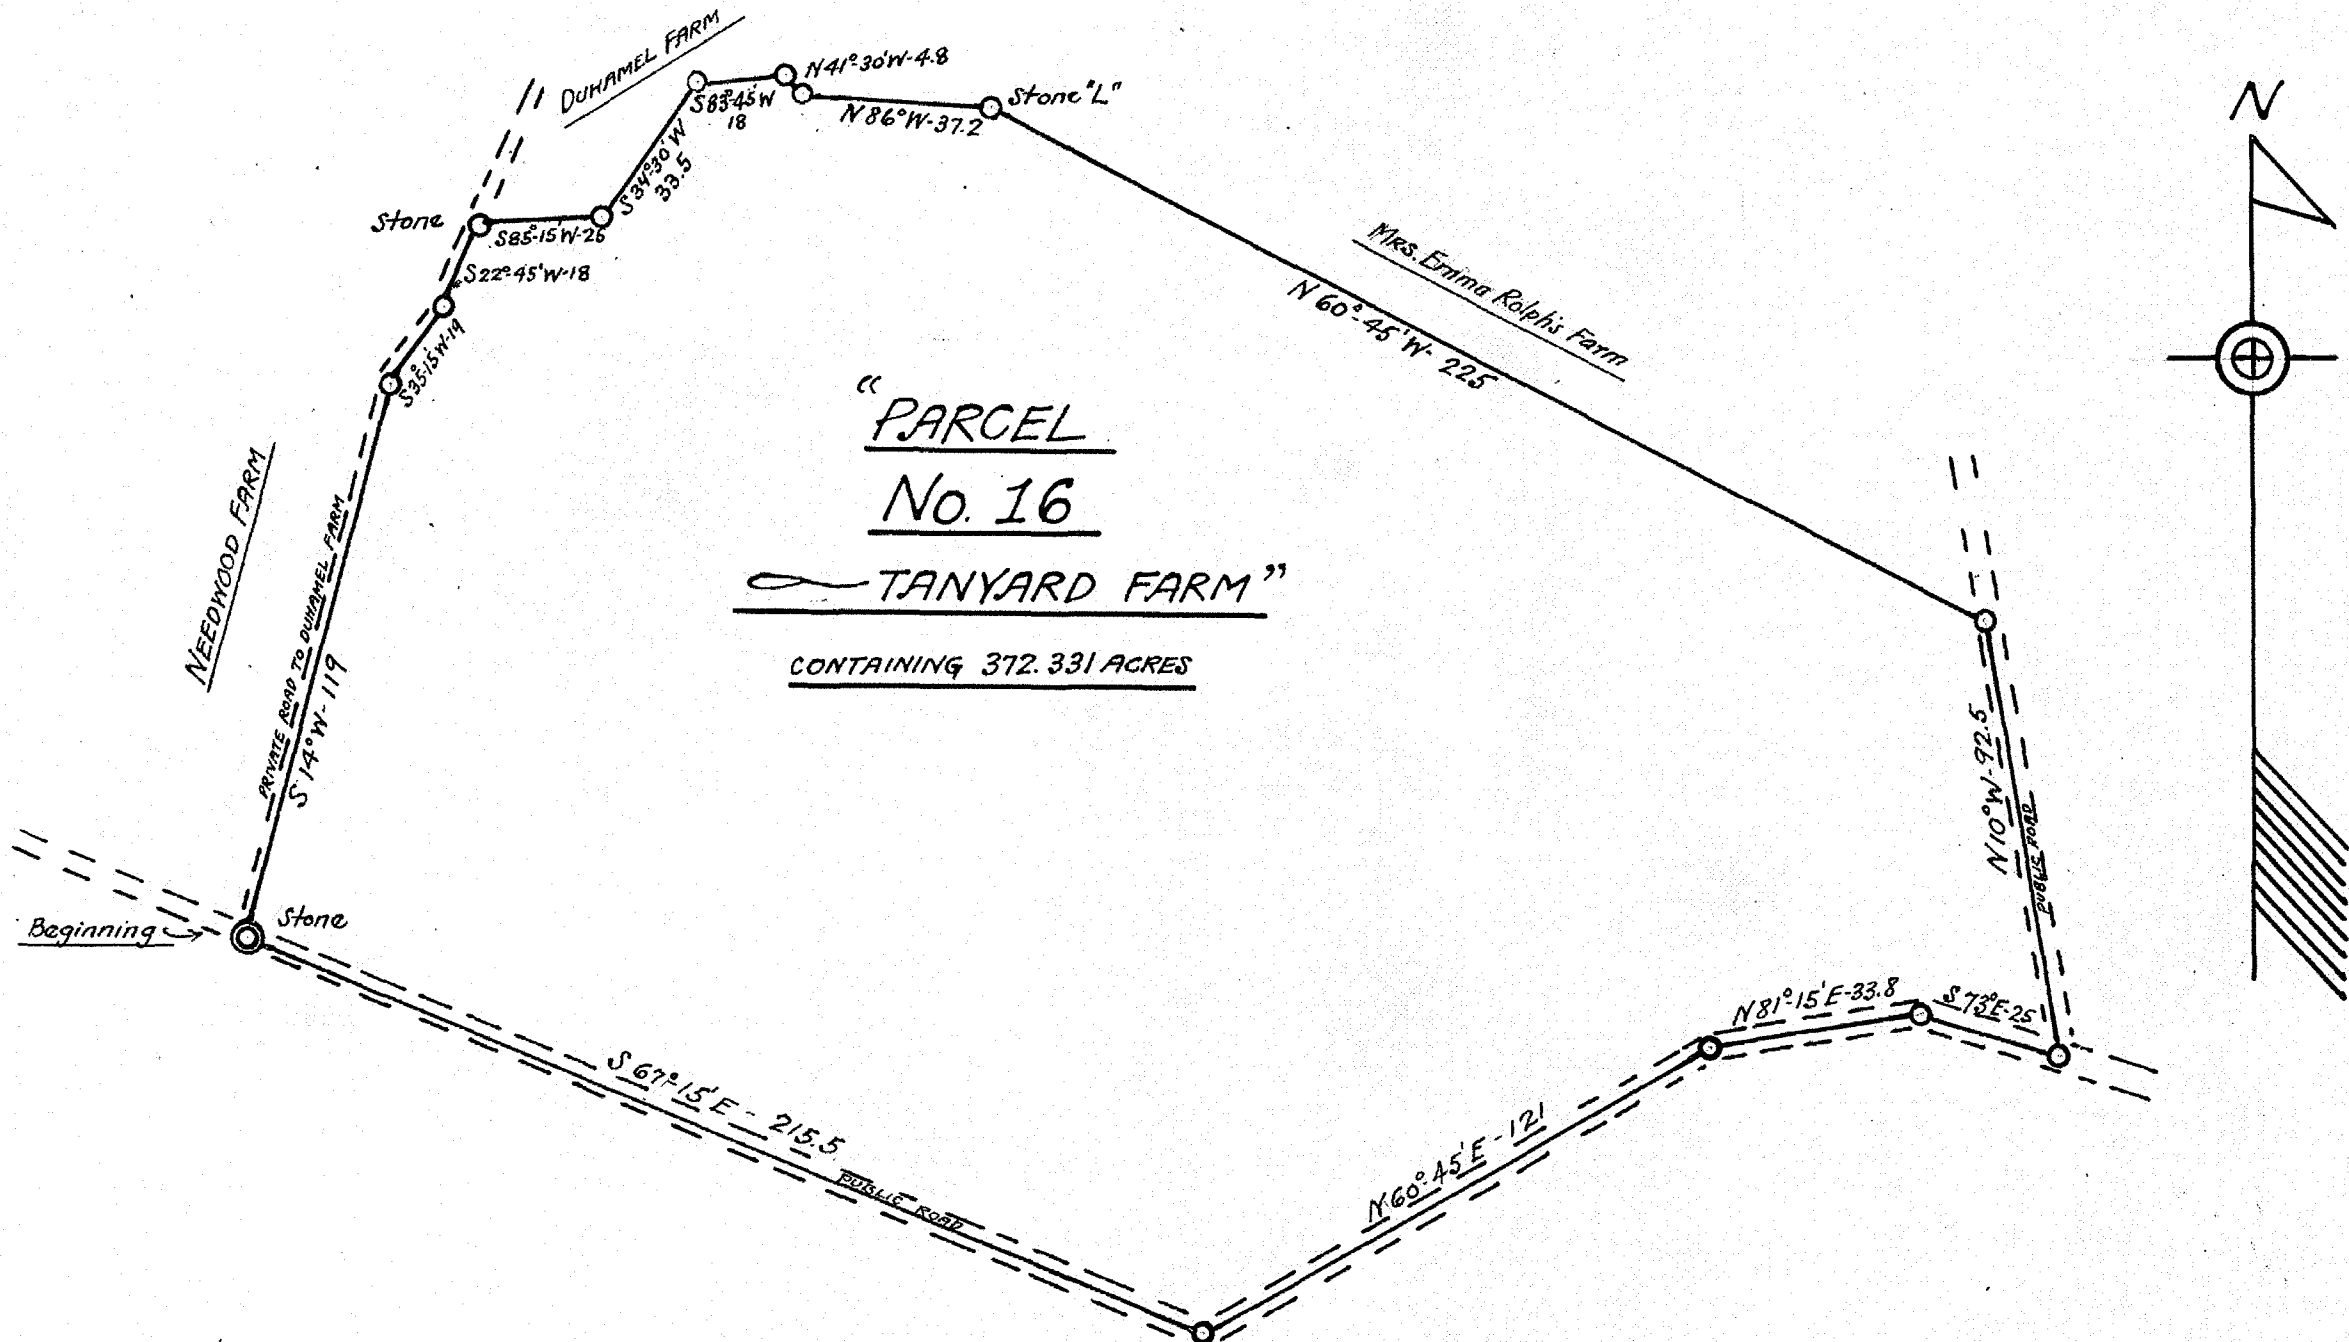 DUHAMEL FARM
N41°-30'W-4.8
S83°-45'W
18
N86°W-37.2
Stone "L"
N
S34°-30'W
33.5
Stone
S85°-15'W-26
S22°-45'W-18
S35°-15'W-19
Mrs. Emma Rolph's Farm
N60°-45'W-225
"PARCEL
No. 16
TANYARD FARM"
CONTAINING 372.331 ACRES
NEEDWOOD FARM
PRIVATE ROAD TO DUHAMEL FARM
S14°W-119
N10°W-92.5
PUBLIC ROAD
Stone
Beginning
S67°-15'E-215.5
PUBLIC ROAD
N60°-45'E-121
N81°-15'E-33.8
S73°E-25